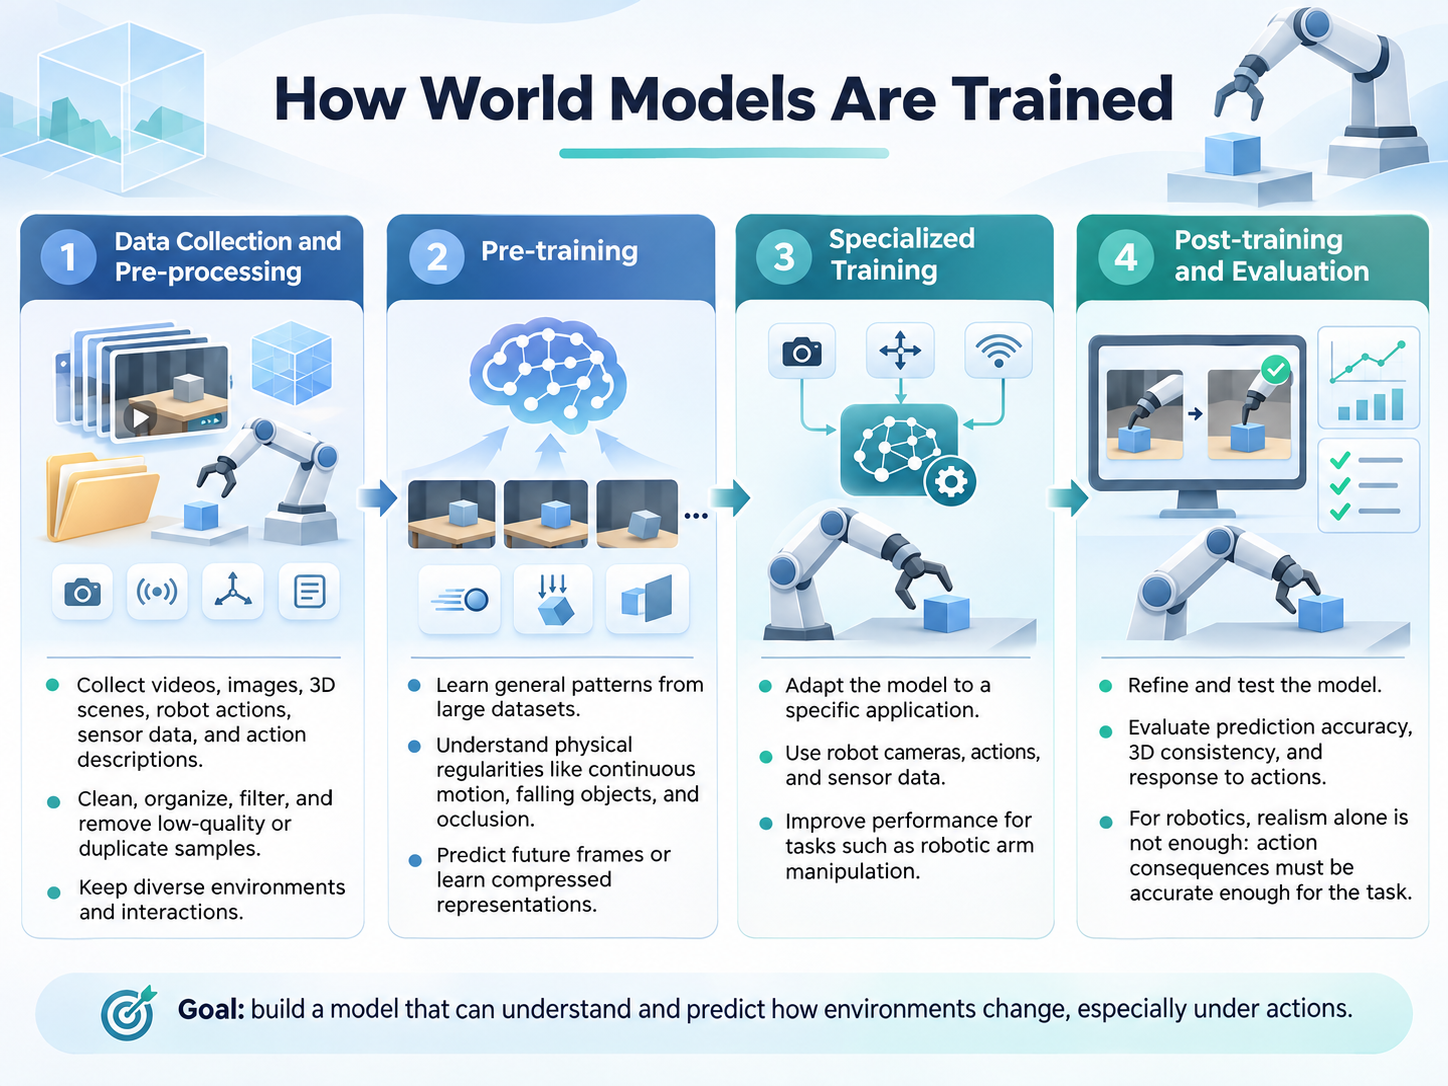 How World Models Are Trained
1
Data Collection and
Pre-processing
Collect videos, images, 3D
scenes, robot actions,
sensor data, and action
descriptions.
Clean, organize, filter, and
remove low-quality or
duplicate samples.
Keep diverse environments
and interactions.
2
Pre-training
...
Learn general patterns from
large datasets.
Understand physical
regularities like continuous
motion, falling objects, and
occlusion.
Predict future frames or
learn compressed
representations.
3
Specialized
Training
Adapt the model to a
specific application.
Use robot cameras, actions,
and sensor data.
Improve performance for
tasks such as robotic arm
manipulation.
4
Post-training
and Evaluation
Refine and test the model.
Evaluate prediction accuracy,
3D consistency, and
response to actions.
For robotics, realism alone is
not enough: action
consequences must be
accurate enough for the task.
Goal: build a model that can understand and predict how environments change, especially under actions.